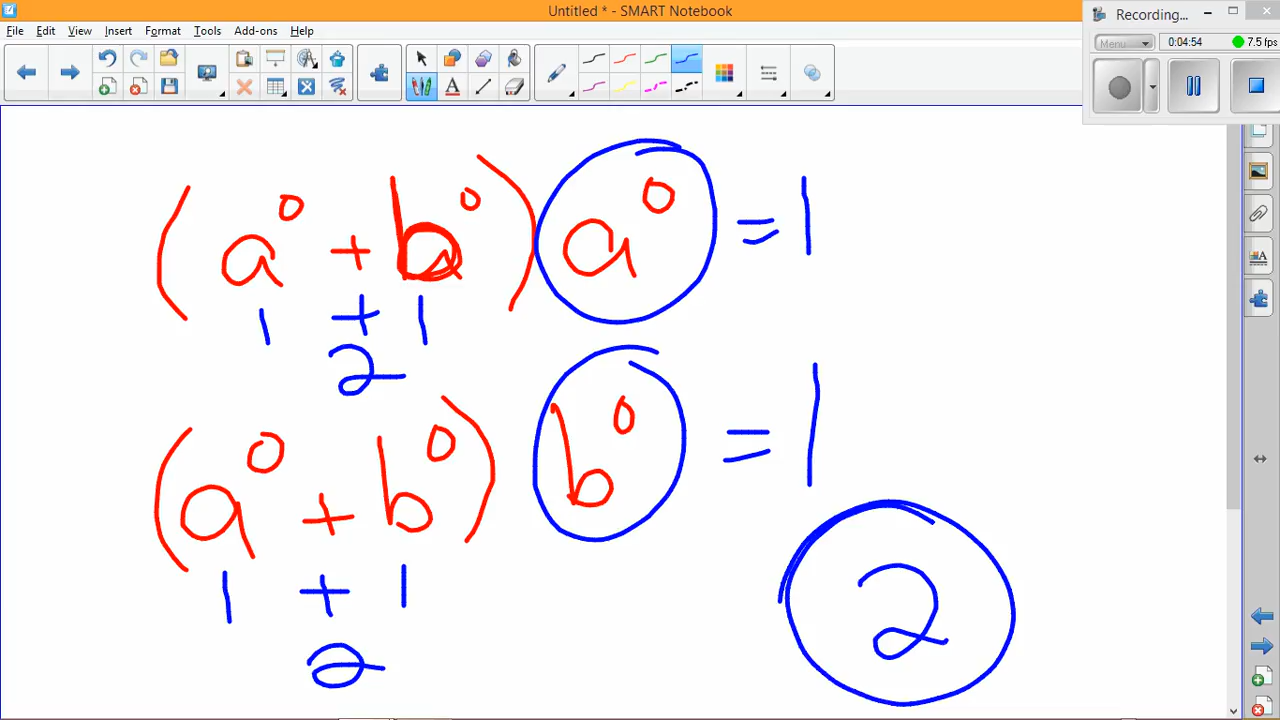 Untitled * - SMART Notebook
File Edit View Insert Format Tools Add-ons Help
Recording...
Menu
0:04:54
7.5 fps
(a⁰ + b⁰) a⁰ = 1
1 + 1
2
(a⁰ + b⁰) b⁰ = 1
1 + 1
2
2